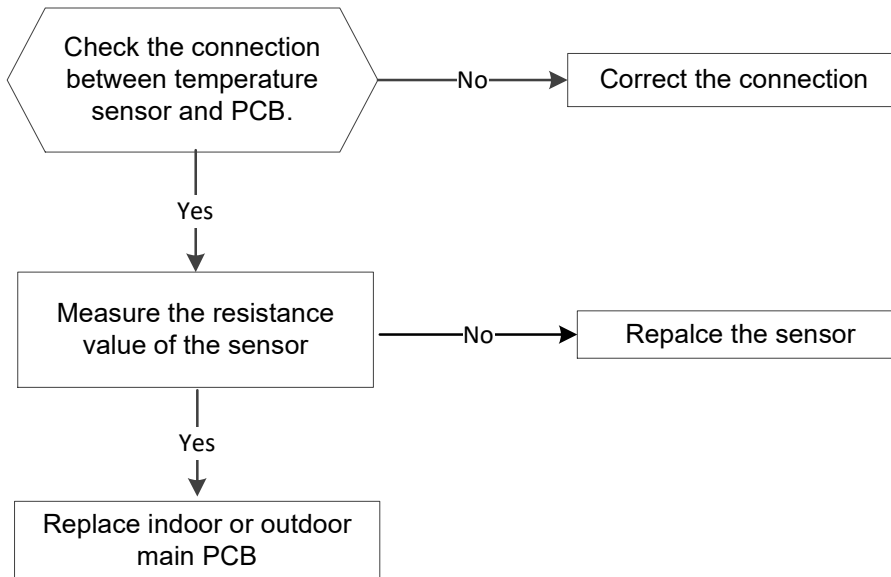 Check the connection
between temperature
sensor and PCB.
No
Correct the connection
Yes
Measure the resistance
value of the sensor
No
Repalce the sensor
Yes
Replace indoor or outdoor
main PCB